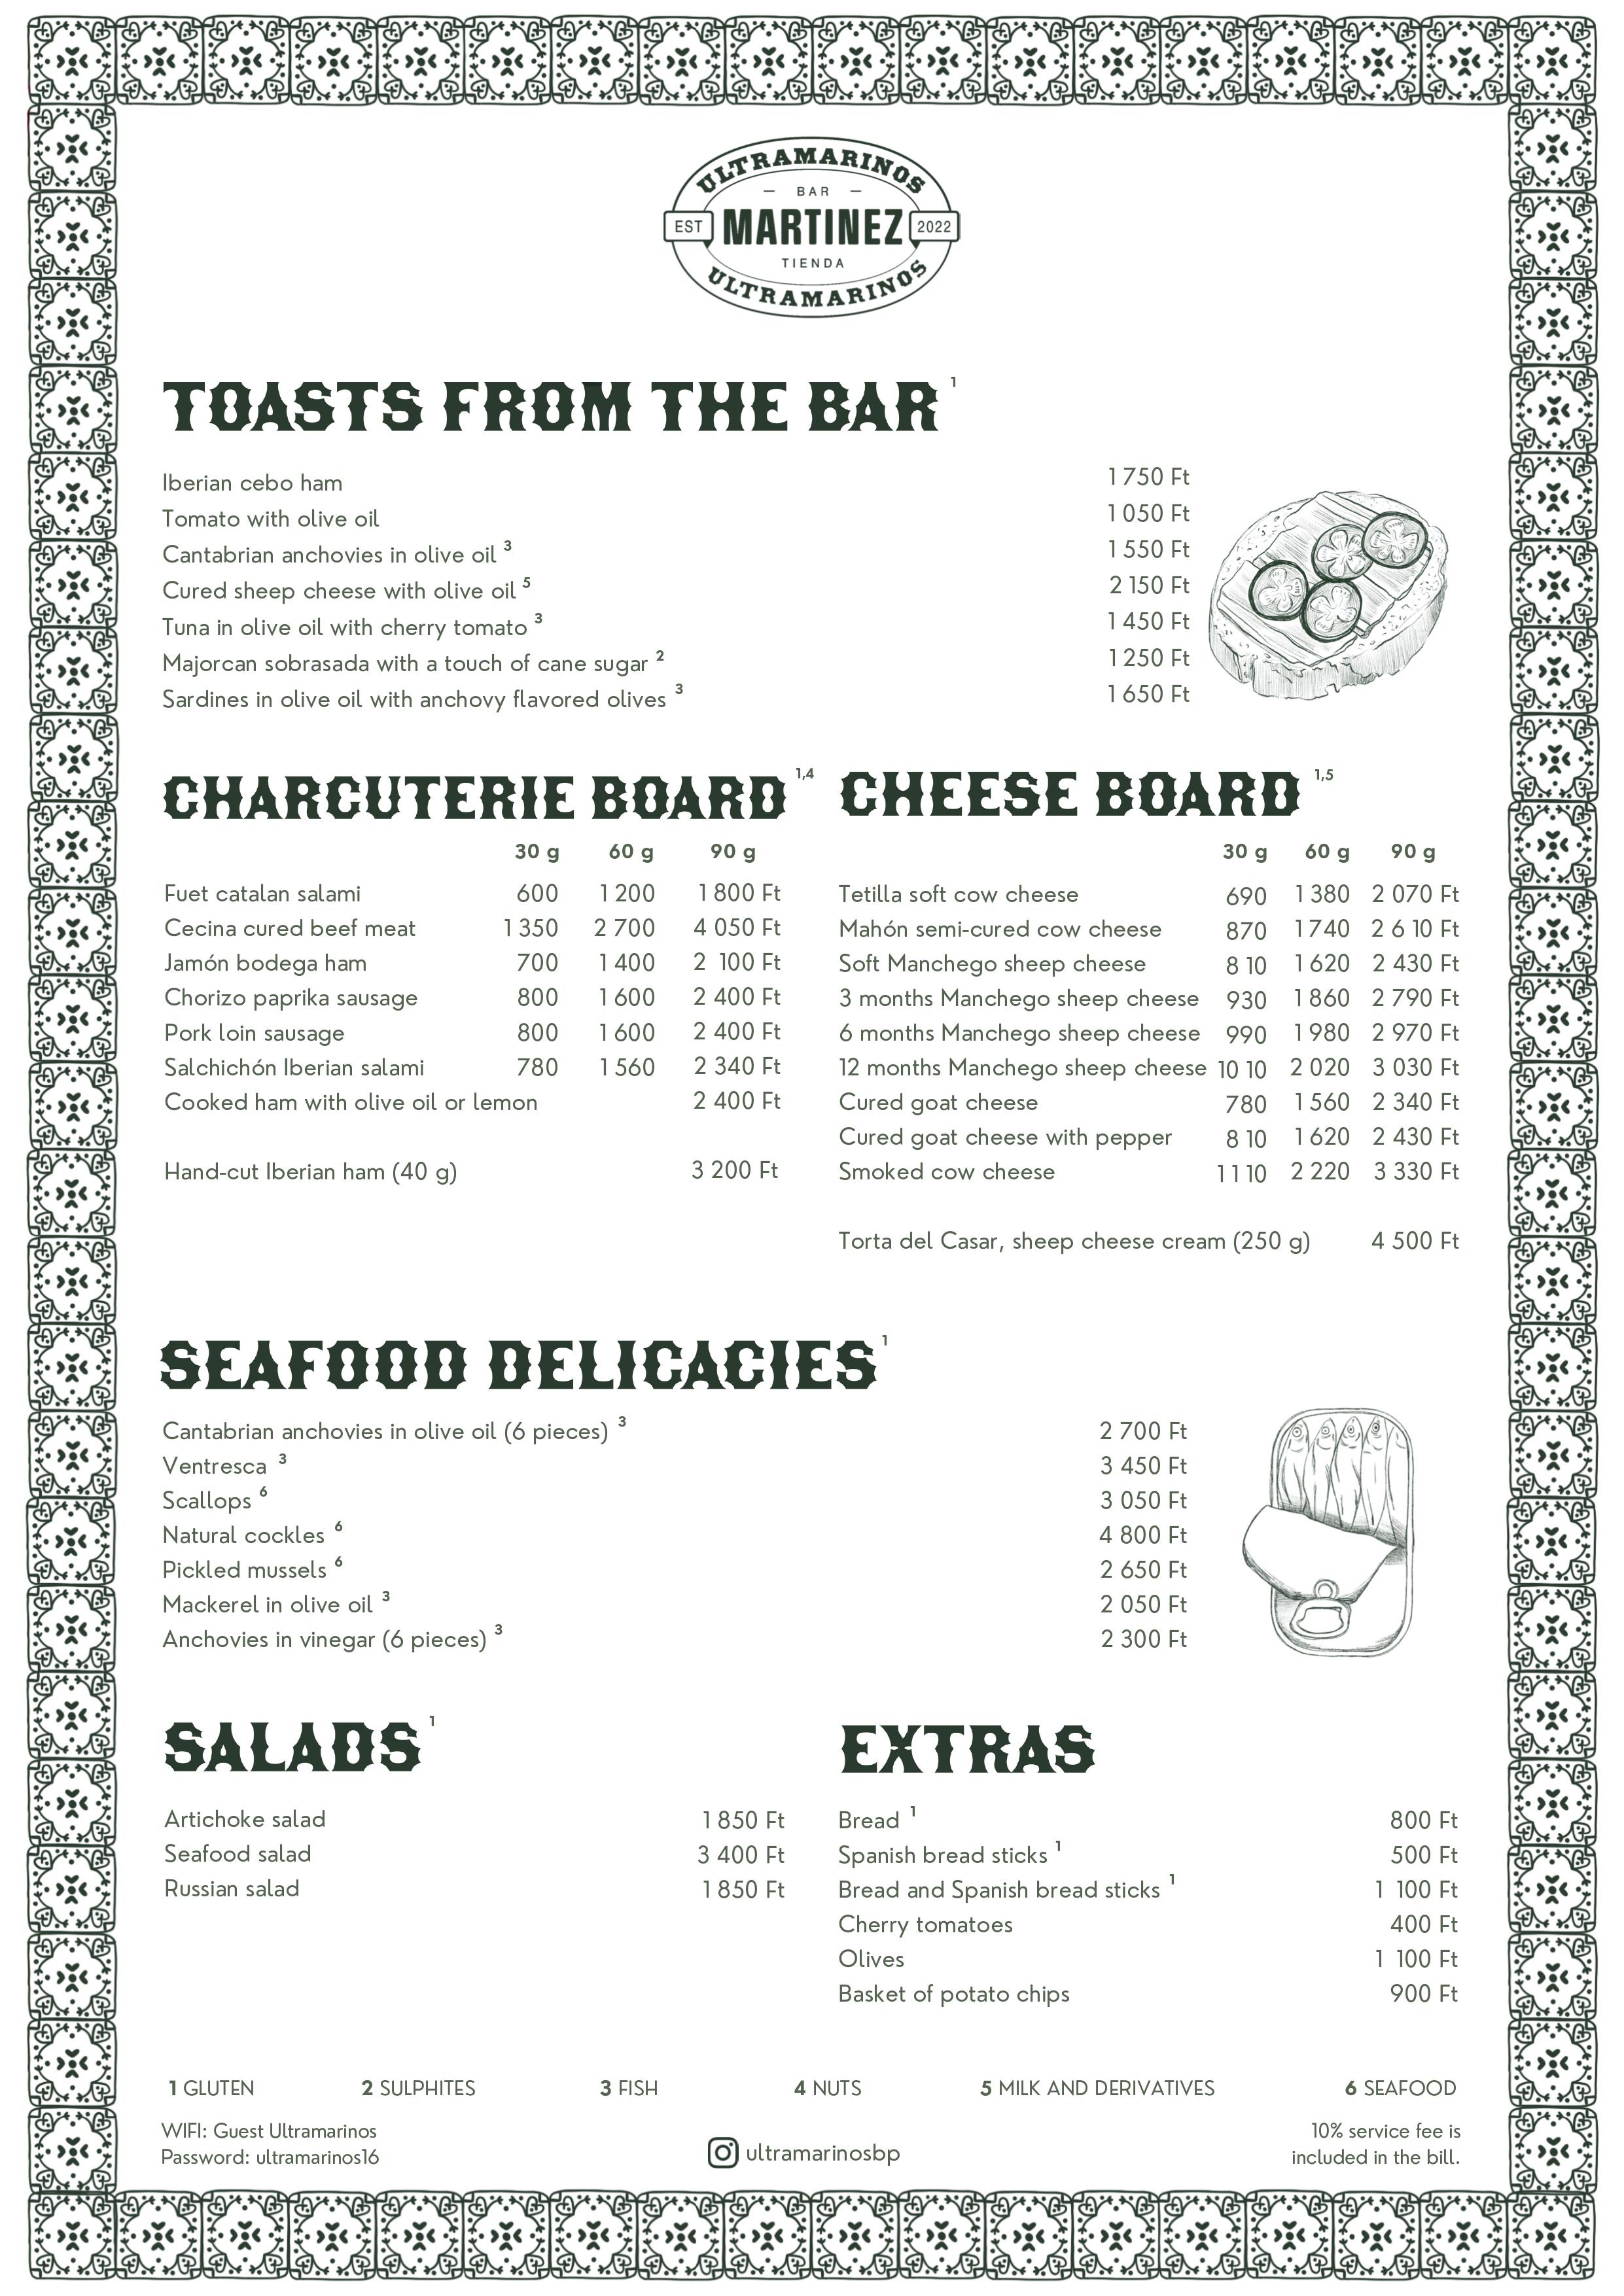 ULTRAMARINOS
BAR
EST MARTINEZ 2022
TIENDA
ULTRAMARINOS
TOASTS FROM THE BAR 1
Iberian cebo ham 1 750 Ft
Tomato with olive oil 1 050 Ft
Cantabrian anchovies in olive oil 3 1 550 Ft
Cured sheep cheese with olive oil 5 2 150 Ft
Tuna in olive oil with cherry tomato 3 1 450 Ft
Majorcan sobrasada with a touch of cane sugar 2 1 250 Ft
Sardines in olive oil with anchovy flavored olives 3 1 650 Ft
CHARCUTERIE BOARD 1,4
30 g 60 g 90 g
Fuet catalan salami 600 1 200 1 800 Ft
Cecina cured beef meat 1 350 2 700 4 050 Ft
Jamón bodega ham 700 1 400 2 100 Ft
Chorizo paprika sausage 800 1 600 2 400 Ft
Pork loin sausage 800 1 600 2 400 Ft
Salchichón Iberian salami 780 1 560 2 340 Ft
Cooked ham with olive oil or lemon 2 400 Ft
Hand-cut Iberian ham (40 g) 3 200 Ft
CHEESE BOARD 1,5
30 g 60 g 90 g
Tetilla soft cow cheese 690 1 380 2 070 Ft
Mahón semi-cured cow cheese 870 1 740 2 610 Ft
Soft Manchego sheep cheese 810 1 620 2 430 Ft
3 months Manchego sheep cheese 930 1 860 2 790 Ft
6 months Manchego sheep cheese 990 1 980 2 970 Ft
12 months Manchego sheep cheese 1010 2 020 3 030 Ft
Cured goat cheese 780 1 560 2 340 Ft
Cured goat cheese with pepper 810 1 620 2 430 Ft
Smoked cow cheese 1110 2 220 3 330 Ft
Torta del Casar, sheep cheese cream (250 g) 4 500 Ft
SEAFOOD DELICACIES 1
Cantabrian anchovies in olive oil (6 pieces) 3 2 700 Ft
Ventresca 3 3 450 Ft
Scallops 6 3 050 Ft
Natural cockles 6 4 800 Ft
Pickled mussels 6 2 650 Ft
Mackerel in olive oil 3 2 050 Ft
Anchovies in vinegar (6 pieces) 3 2 300 Ft
SALADS 1
Artichoke salad 1 850 Ft
Seafood salad 3 400 Ft
Russian salad 1 850 Ft
EXTRAS
Bread 1 800 Ft
Spanish bread sticks 1 500 Ft
Bread and Spanish bread sticks 1 1 100 Ft
Cherry tomatoes 400 Ft
Olives 1 100 Ft
Basket of potato chips 900 Ft
1 GLUTEN 2 SULPHITES 3 FISH 4 NUTS 5 MILK AND DERIVATIVES 6 SEAFOOD
WIFI: Guest Ultramarinos
Password: ultramarinos16
ultramarinosbp
10% service fee is
included in the bill.